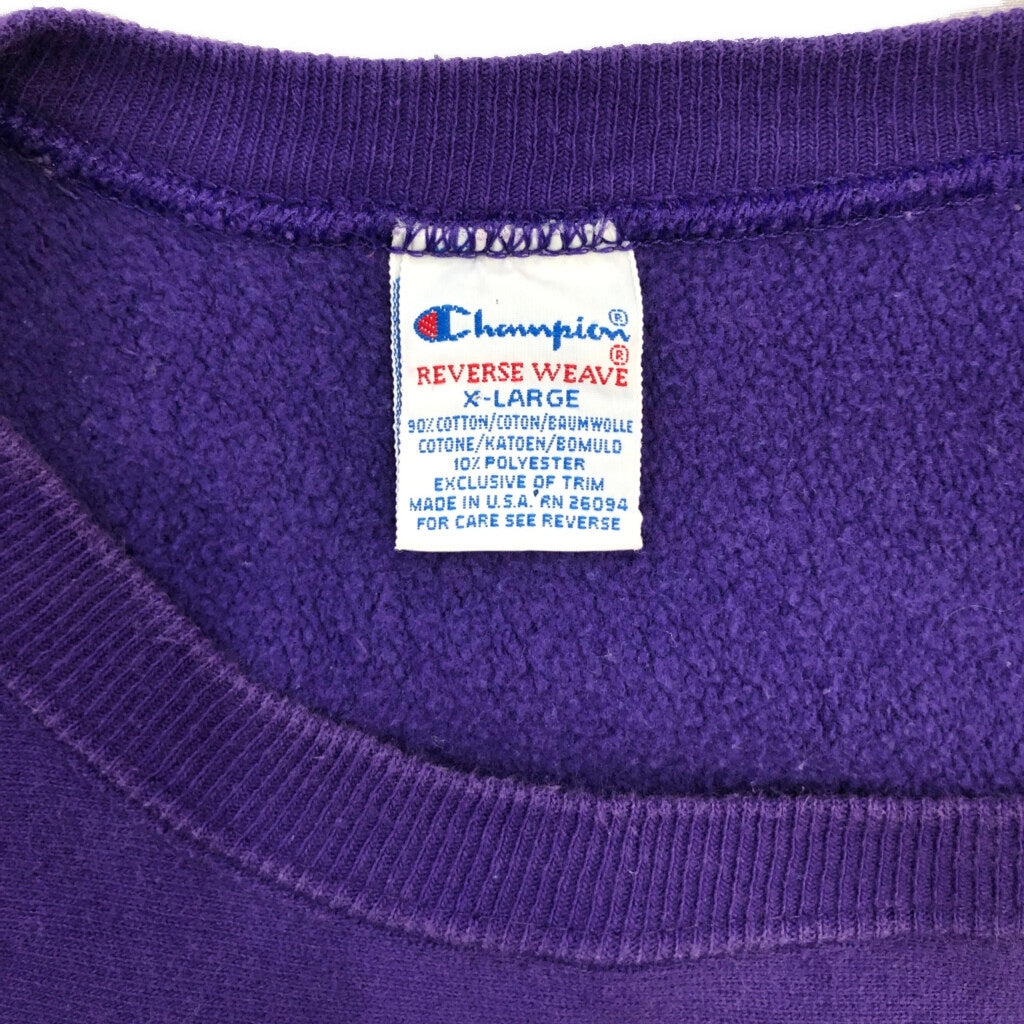 Champion®
REVERSE WEAVE®
X-LARGE
90% COTTON/COTON/BAUMWOLLE
COTONE/KATOEN/BOMULD
10% POLYESTER
EXCLUSIVE OF TRIM
MADE IN U.S.A. RN 26094
FOR CARE SEE REVERSE